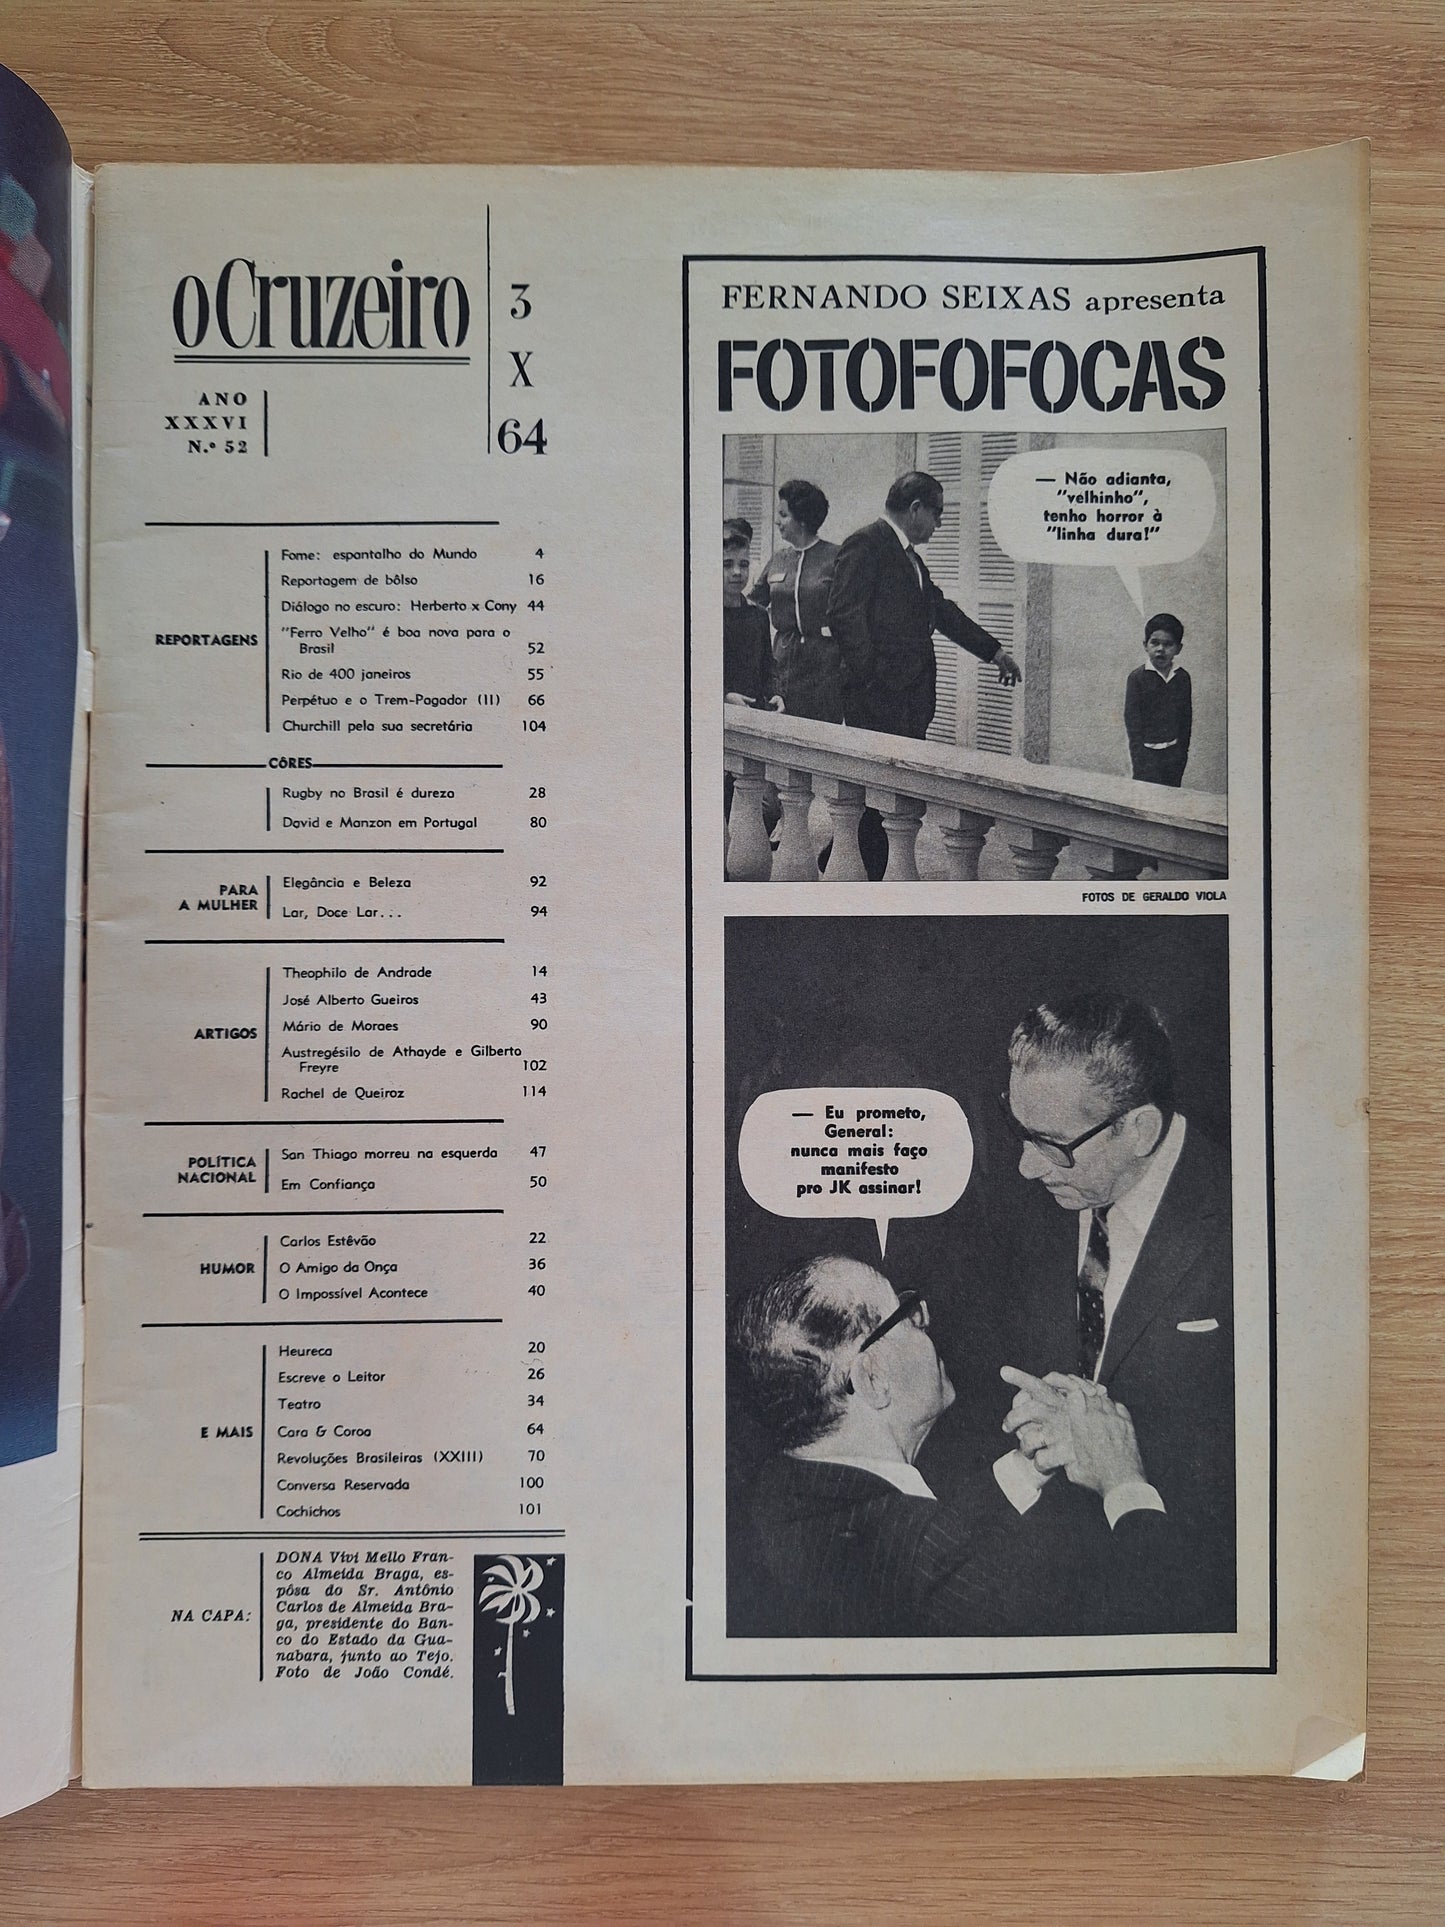 o Cruzeiro
3
X
64
ANO
XXXVI
N.º 52
REPORTAGENS
Fome: espantalho do Mundo 4
Reportagem de bôlso 16
Diálogo no escuro: Herberto x Cony 44
"Ferro Velho" é boa nova para o
Brasil 52
Rio de 400 janeiros 55
Perpétuo e o Trem-Pagador (II) 66
Churchill pela sua secretária 104
CÔRES
Rugby no Brasil é dureza 28
David e Manzon em Portugal 80
PARA
A MULHER
Elegância e Beleza 92
Lar, Doce Lar... 94
ARTIGOS
Theophilo de Andrade 14
José Alberto Gueiros 43
Mário de Moraes 90
Austregésilo de Athayde e Gilberto
Freyre 102
Rachel de Queiroz 114
POLÍTICA
NACIONAL
San Thiago morreu na esquerda 47
Em Confiança 50
HUMOR
Carlos Estêvão 22
O Amigo da Onça 36
O Impossível Acontece 40
E MAIS
Heureca 20
Escreve o Leitor 26
Teatro 34
Cara & Coroa 64
Revoluções Brasileiras (XXIII) 70
Conversa Reservada 100
Cochichos 101
NA CAPA:
DONA Vivi Mello Fran-
co Almeida Braga, es-
pôsa do Sr. Antônio
Carlos de Almeida Bra-
ga, presidente do Ban-
co do Estado da Gua-
nabara, junto ao Tejo.
Foto de João Condé.
FERNANDO SEIXAS apresenta
FOTOFOFOCAS
— Não adianta,
"velhinho",
tenho horror à
"linha dura!"
FOTOS DE GERALDO VIOLA
— Eu prometo,
General:
nunca mais faço
manifesto
pro JK assinar!